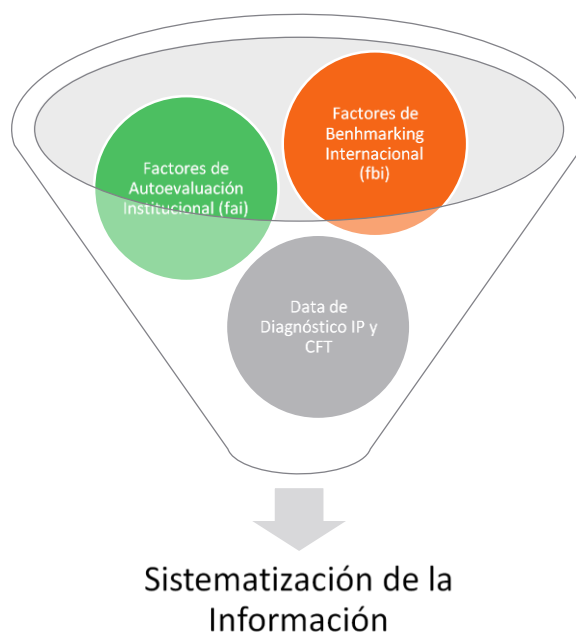 Factores de
Benhmarking
Internacional
(fbi)
Factores de
Autoevaluación
Institucional (fai)
Data de
Diagnóstico IP y
CFT
Sistematización de la
Información